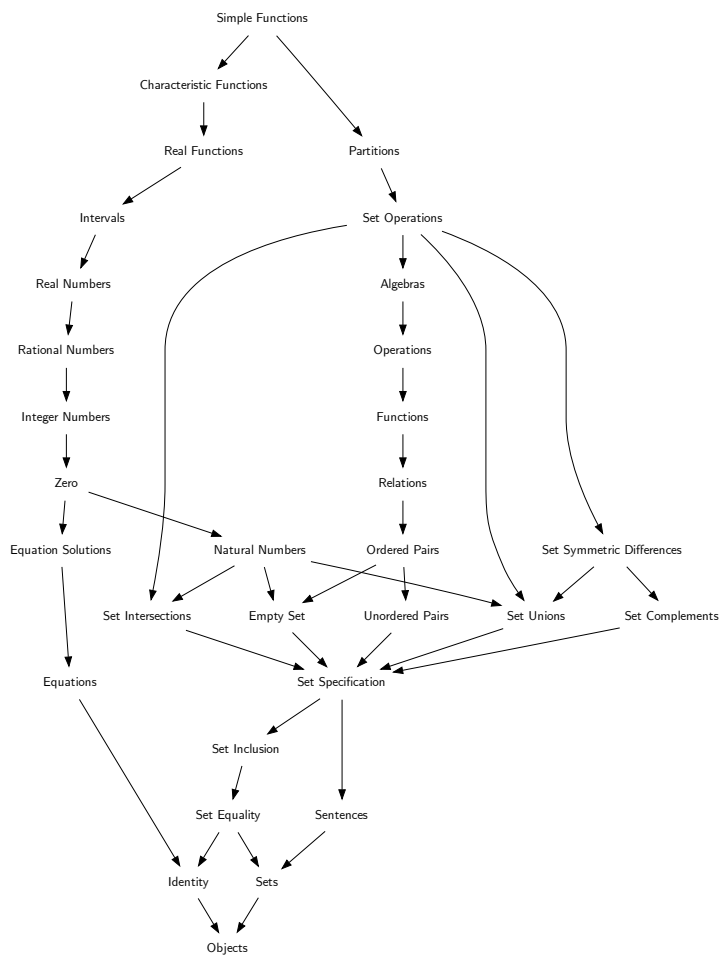 Simple Functions
Characteristic Functions
Real Functions
Partitions
Intervals
Set Operations
Real Numbers
Algebras
Rational Numbers
Operations
Integer Numbers
Functions
Zero
Relations
Equation Solutions
Natural Numbers
Ordered Pairs
Set Symmetric Differences
Set Intersections
Empty Set
Unordered Pairs
Set Unions
Set Complements
Equations
Set Specification
Set Inclusion
Set Equality
Sentences
Identity
Sets
Objects